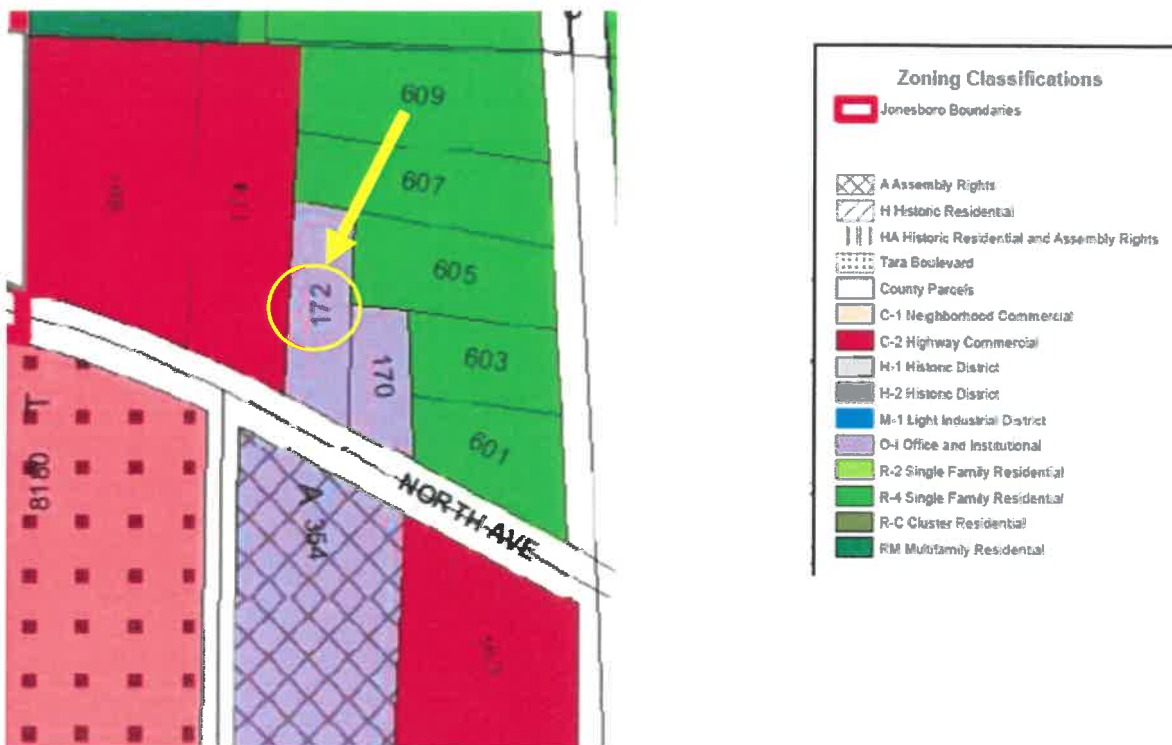 609
607
605
172
603
170
601
T
8180
A
354
NORTH AVE
Zoning Classifications
Jonesboro Boundaries
A Assembly Rights
H Historic Residential
HA Historic Residential and Assembly Rights
Tara Boulevard
County Parcels
C-1 Neighborhood Commercial
C-2 Highway Commercial
H-1 Historic District
H-2 Historic District
M-1 Light Industrial District
O-I Office and Institutional
R-2 Single Family Residential
R-4 Single Family Residential
R-C Cluster Residential
RM Multifamily Residential